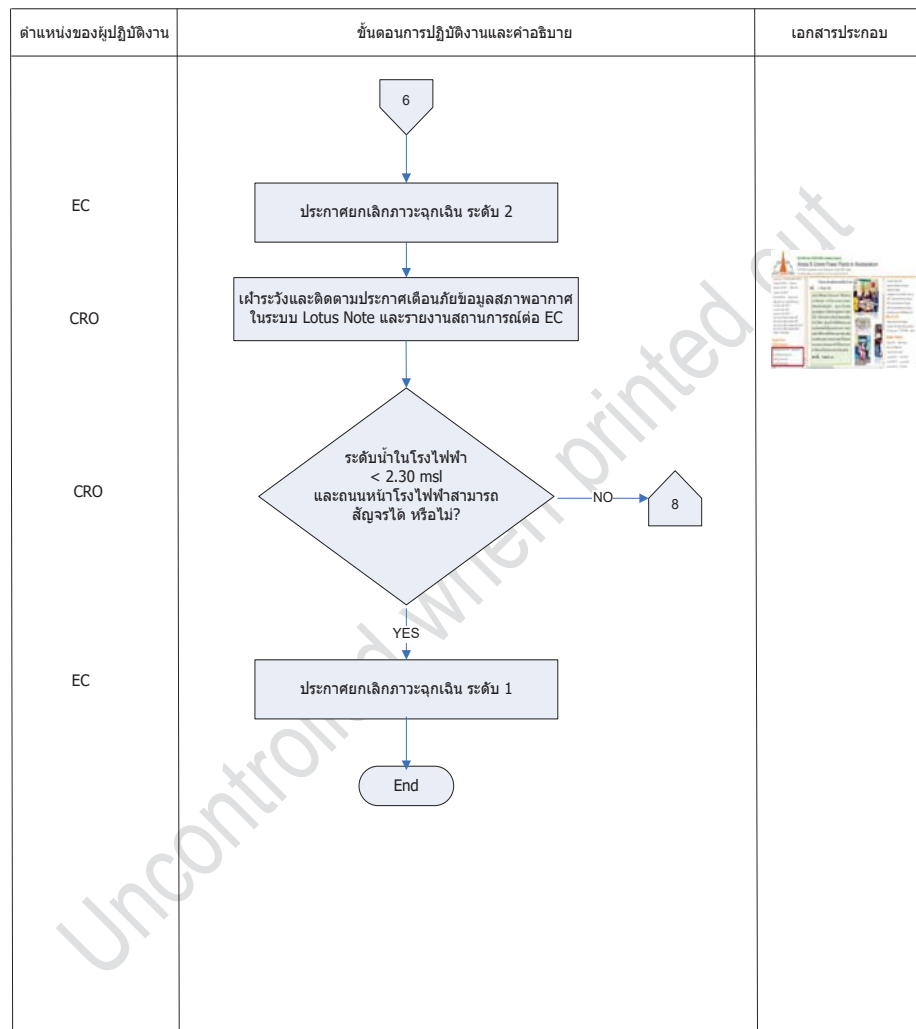 ตำแหน่งของผู้ปฏิบัติงาน
ขั้นตอนการปฏิบัติงานและคำอธิบาย
เอกสารประกอบ
6
EC
ประกาศยกเลิกภาวะฉุกเฉิน ระดับ 2
CRO
เฝ้าระวังและติดตามประกาศเตือนภัยข้อมูลสภาพอากาศ
ในระบบ Lotus Note และรายงานสถานการณ์ต่อ EC
CRO
ระดับน้ำในโรงไฟฟ้า
< 2.30 msl
และถนนหน้าโรงไฟฟ้าสามารถ
สัญจรได้ หรือไม่?
NO
8
YES
EC
ประกาศยกเลิกภาวะฉุกเฉิน ระดับ 1
End
Uncontrolled when printed out